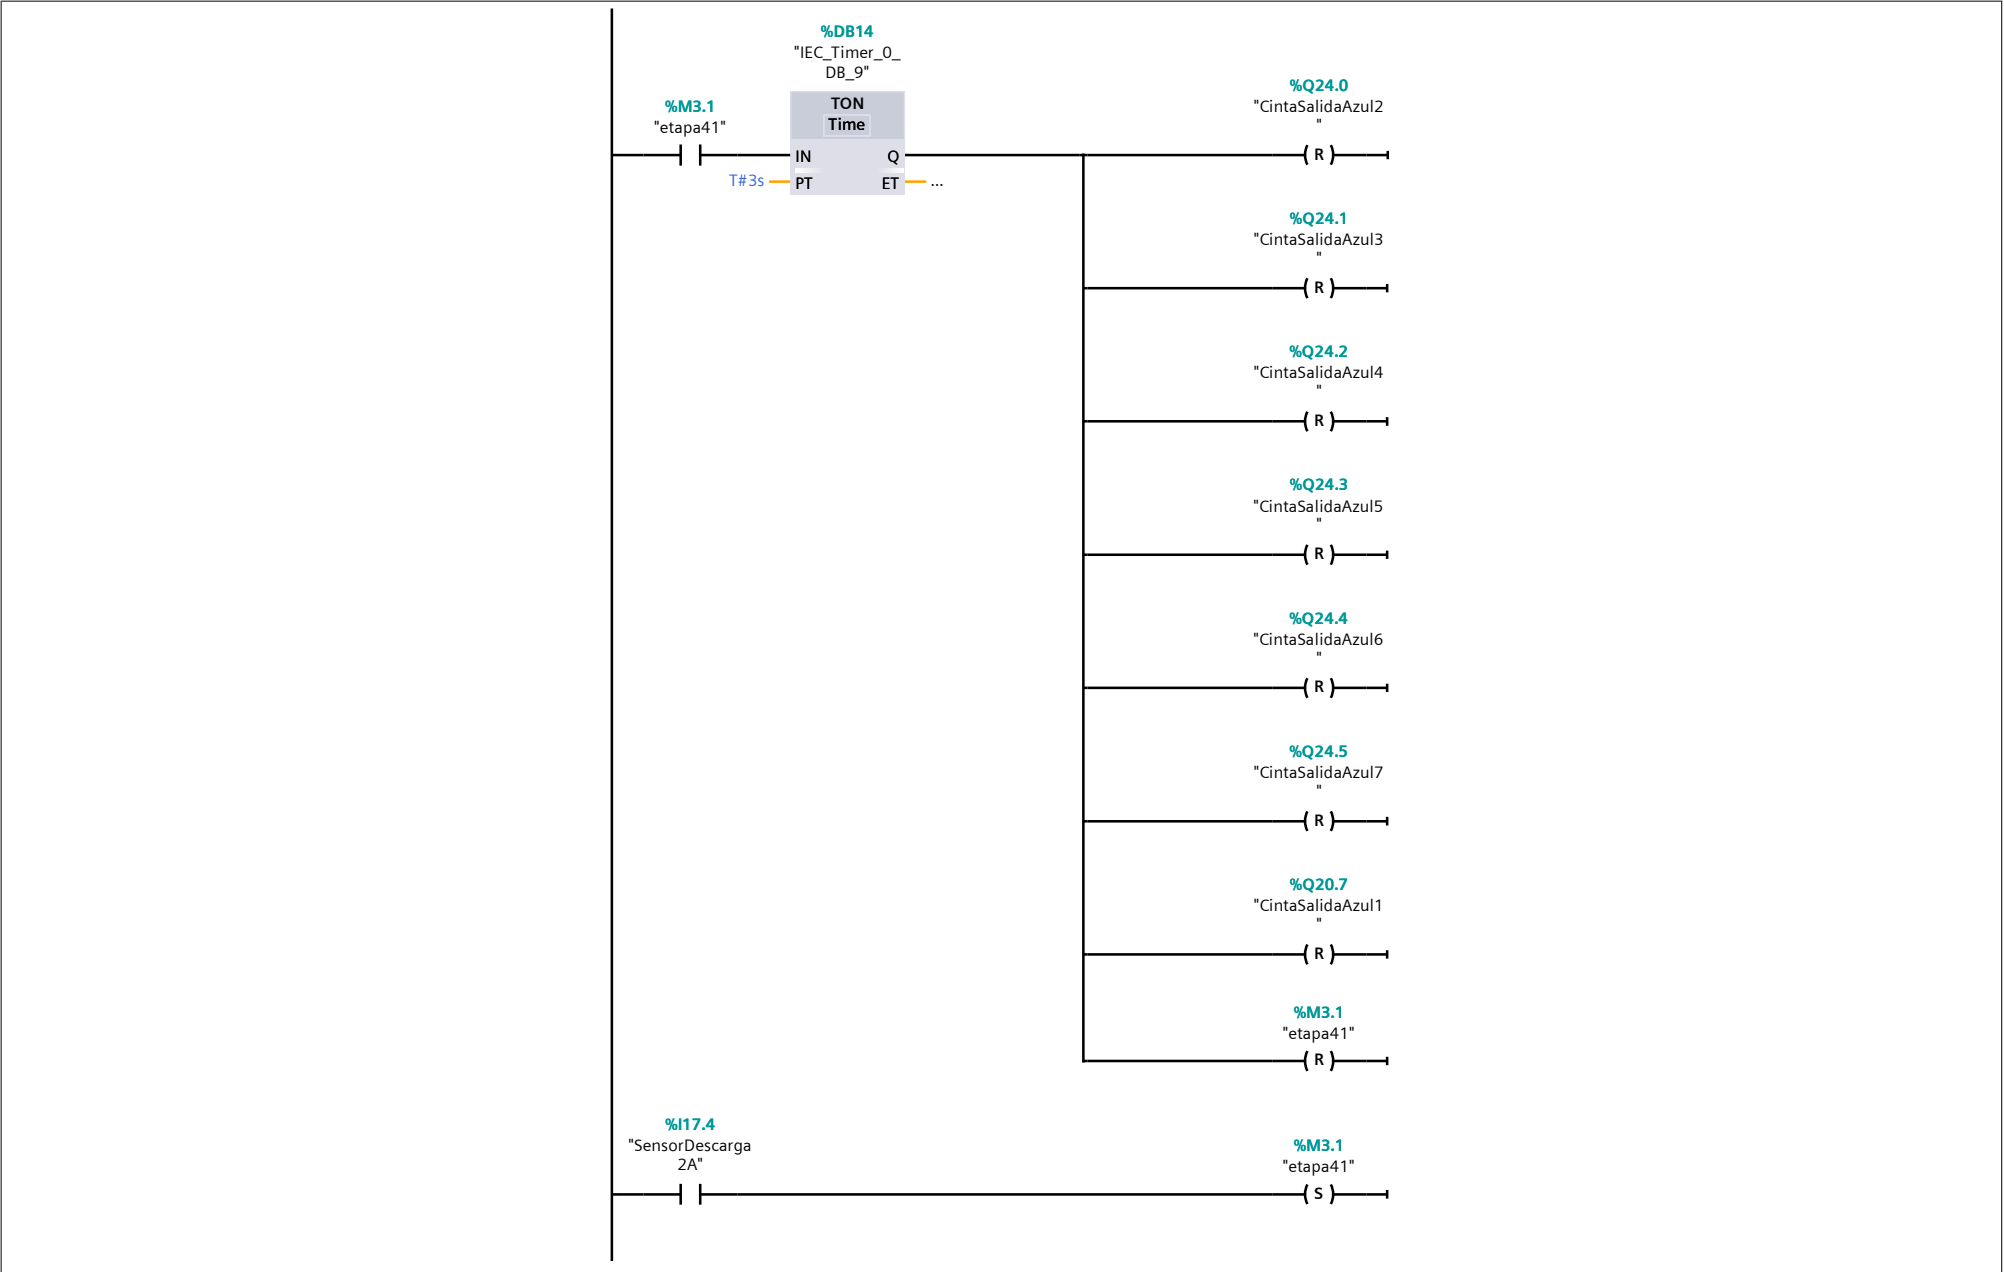 %DB14
"IEC_Timer_0_
DB_9"
TON
Time
%M3.1
"etapa41"
IN
Q
T#3s
PT
ET
...
%Q24.0
"CintaSalidaAzul2
"
R
%Q24.1
"CintaSalidaAzul3
"
R
%Q24.2
"CintaSalidaAzul4
"
R
%Q24.3
"CintaSalidaAzul5
"
R
%Q24.4
"CintaSalidaAzul6
"
R
%Q24.5
"CintaSalidaAzul7
"
R
%Q20.7
"CintaSalidaAzul1
"
R
%M3.1
"etapa41"
R
%I17.4
"SensorDescarga
2A"
%M3.1
"etapa41"
S